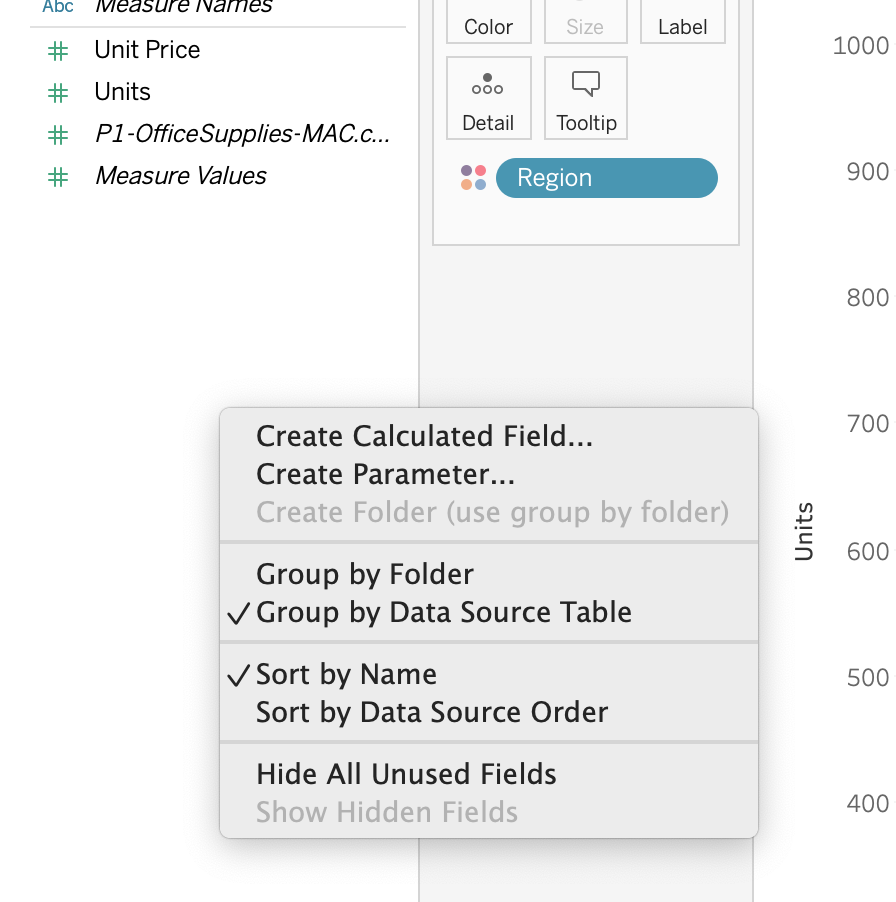 Abc Measure Names
Unit Price
Units
P1-OfficeSupplies-MAC.c...
Measure Values
Color
Size
Label
Detail
Tooltip
Region
Create Calculated Field...
Create Parameter...
Create Folder (use group by folder)
Group by Folder
✓ Group by Data Source Table
✓ Sort by Name
Sort by Data Source Order
Hide All Unused Fields
Show Hidden Fields
Units
1000
900
800
700
600
500
400